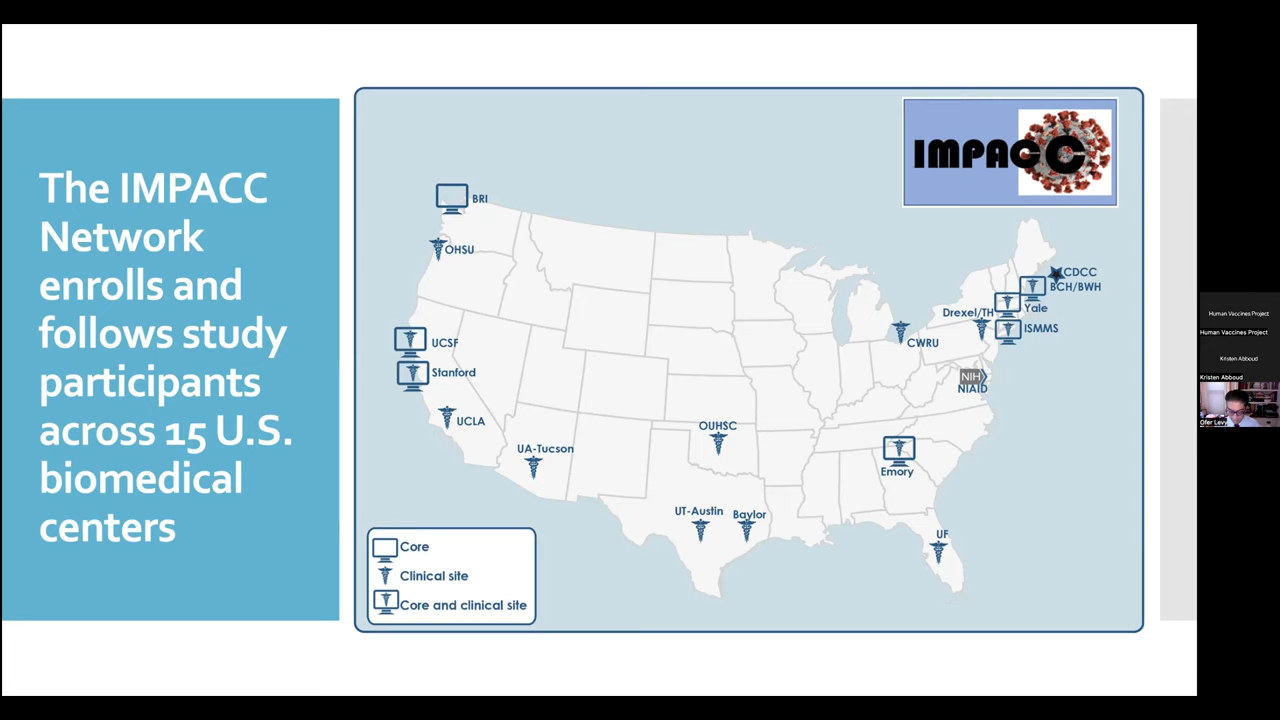 The IMPACC
Network
enrolls and
follows study
participants
across 15 U.S.
biomedical
centers
IMPACC
BRI
OHSU
CDCC
BCH/BWH
Yale
Drexel/TH
ISMMS
UCSF
CWRU
Stanford
NIH
NIAID
UCLA
OUHSC
UA-Tucson
Emory
UT-Austin
Baylor
UF
Core
Clinical site
Core and clinical site
Human Vaccines Project
Human Vaccines Project
Kristen Abboud
Kristen Abboud
Ofer Levy